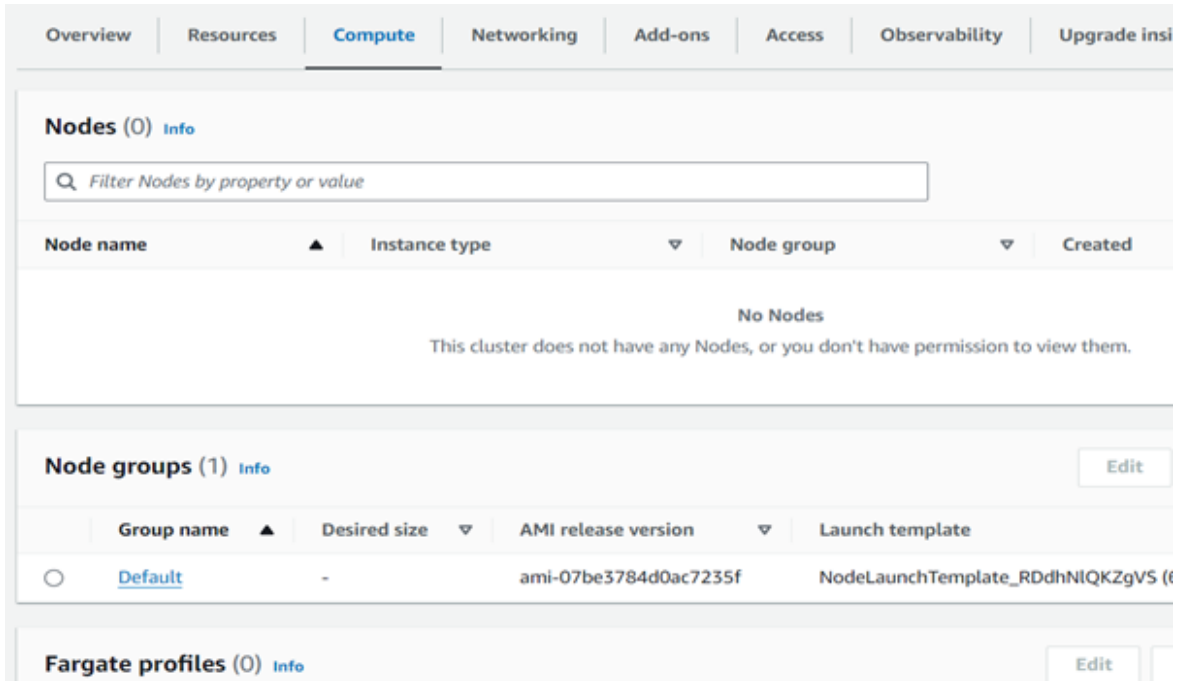 Overview Resources Compute Networking Add-ons Access Observability Upgrade insi
Nodes (0) Info
Filter Nodes by property or value
Node name Instance type Node group Created
No Nodes
This cluster does not have any Nodes, or you don't have permission to view them.
Node groups (1) Info Edit
Group name Desired size AMI release version Launch template
Default - ami-07be3784d0ac7235f NodeLaunchTemplate_RDdhNlQKZgVS (6
Fargate profiles (0) Info Edit